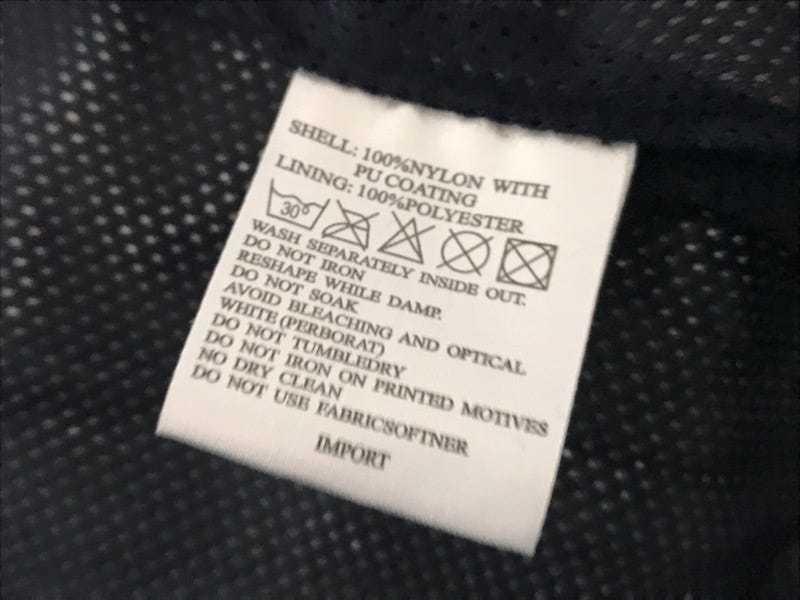 SHELL: 100%NYLON WITH
PU COATING
LINING: 100%POLYESTER
30°
WASH SEPARATELY INSIDE OUT.
DO NOT IRON
RESHAPE WHILE DAMP.
DO NOT SOAK
AVOID BLEACHING AND OPTICAL
WHITE (PERBORAT)
DO NOT TUMBLEDRY
DO NOT IRON ON PRINTED MOTIVES
NO DRY CLEAN
DO NOT USE FABRICSOFTNER
IMPORT